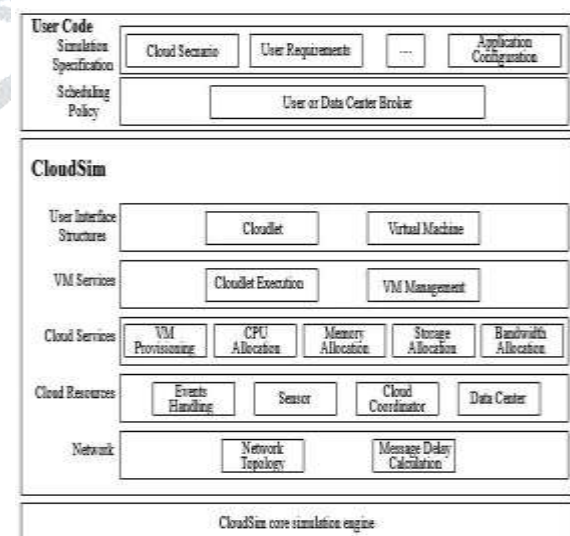 User Code
Simulation
Specification
Cloud Scenario
User Requirements
....
Application
Configuration
Scheduling
Policy
User or Data Center Broker
CloudSim
User Interface
Structures
Cloudlet
Virtual Machine
VM Services
Cloudlet Execution
VM Management
Cloud Services
VM
Provisioning
CPU
Allocation
Memory
Allocation
Storage
Allocation
Bandwidth
Allocation
Cloud Resources
Events
Handling
Sensor
Cloud
Coordinator
Data Center
Network
Network
Topology
Message Delay
Calculation
CloudSim core simulation engine